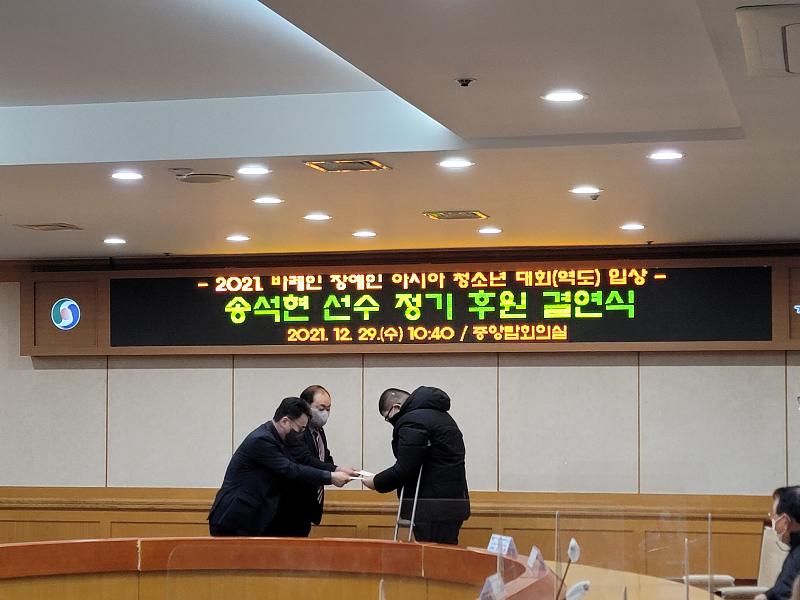 - 2021. 바레인 장애인 아시아 청소년 대회(역도) 입상 -
송석현 선수 정기 후원 결연식
2021. 12. 29.(수) 10:40 / 중앙탑회의실